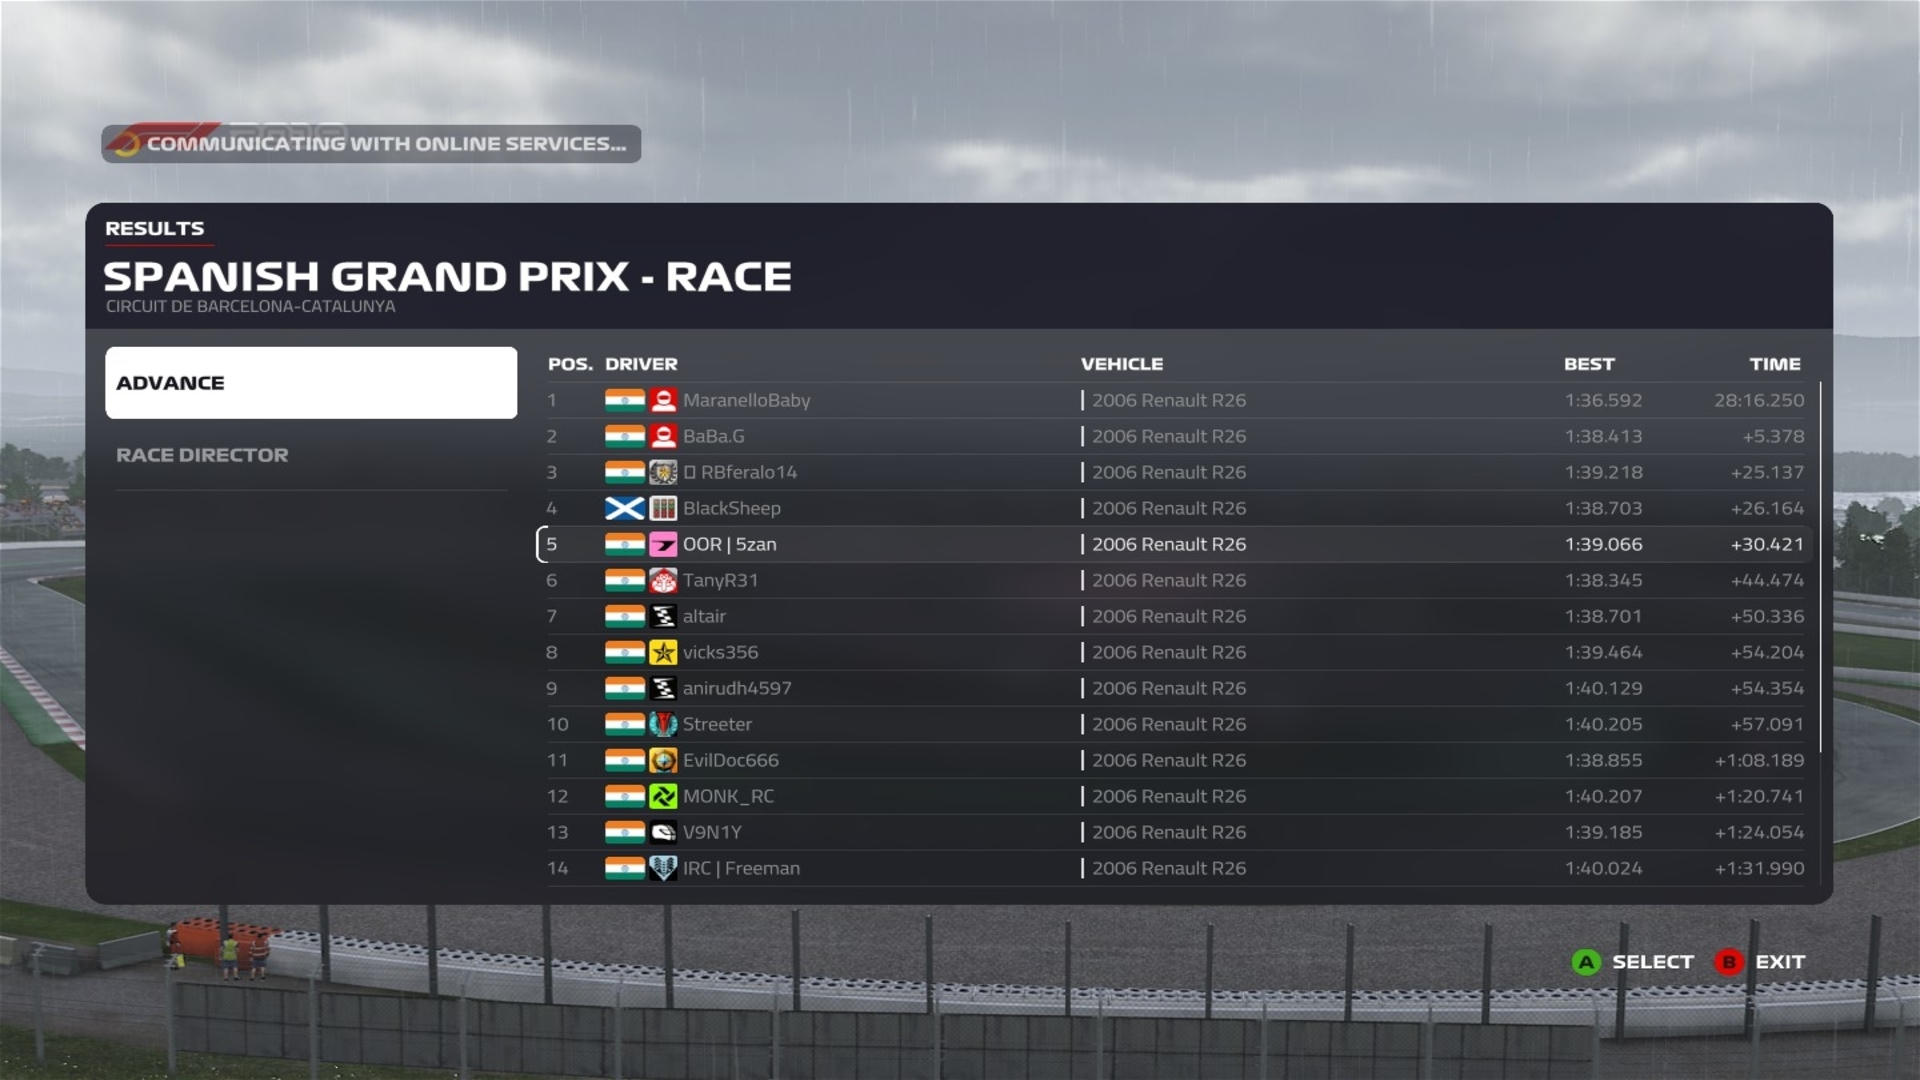 COMMUNICATING WITH ONLINE SERVICES...
RESULTS
SPANISH GRAND PRIX - RACE
CIRCUIT DE BARCELONA-CATALUNYA
ADVANCE
RACE DIRECTOR
POS. DRIVER VEHICLE BEST TIME
1 MaranelloBaby 2006 Renault R26 1:36.592 28:16.250
2 BaBa.G 2006 Renault R26 1:38.413 +5.378
3 RBferalo14 2006 Renault R26 1:39.218 +25.137
4 BlackSheep 2006 Renault R26 1:38.703 +26.164
5 OOR | 5zan 2006 Renault R26 1:39.066 +30.421
6 TanyR31 2006 Renault R26 1:38.345 +44.474
7 altair 2006 Renault R26 1:38.701 +50.336
8 vicks356 2006 Renault R26 1:39.464 +54.204
9 anirudh4597 2006 Renault R26 1:40.129 +54.354
10 Streeter 2006 Renault R26 1:40.205 +57.091
11 EvilDoc666 2006 Renault R26 1:38.855 +1:08.189
12 MONK_RC 2006 Renault R26 1:40.207 +1:20.741
13 V9N1Y 2006 Renault R26 1:39.185 +1:24.054
14 IRC | Freeman 2006 Renault R26 1:40.024 +1:31.990
A SELECT B EXIT